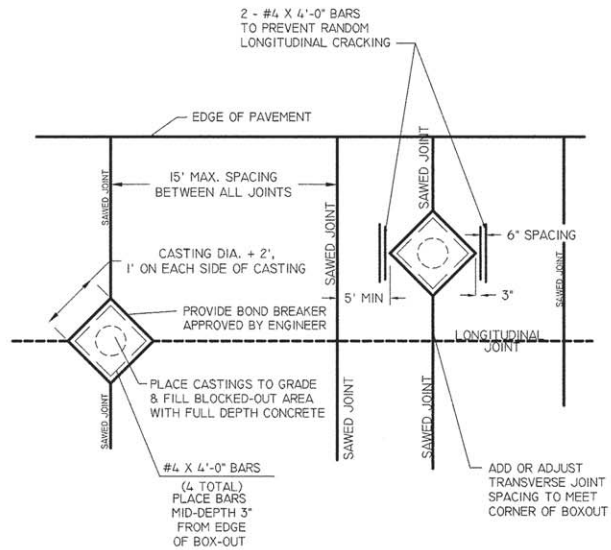 2 - #4 X 4'-0" BARS
TO PREVENT RANDOM
LONGITUDINAL CRACKING
EDGE OF PAVEMENT
SAWED JOINT
15' MAX. SPACING
BETWEEN ALL JOINTS
SAWED JOINT
SAWED JOINT
SAWED JOINT
6" SPACING
CASTING DIA. + 2',
1' ON EACH SIDE OF CASTING
5' MIN
3"
PROVIDE BOND BREAKER
APPROVED BY ENGINEER
LONGITUDINAL
JOINT
PLACE CASTINGS TO GRADE
& FILL BLOCKED-OUT AREA
WITH FULL DEPTH CONCRETE
SAWED JOINT
SAWED JOINT
SAWED JOINT
#4 X 4'-0" BARS
(4 TOTAL)
PLACE BARS
MID-DEPTH 3"
FROM EDGE
OF BOX-OUT
ADD OR ADJUST
TRANSVERSE JOINT
SPACING TO MEET
CORNER OF BOXOUT